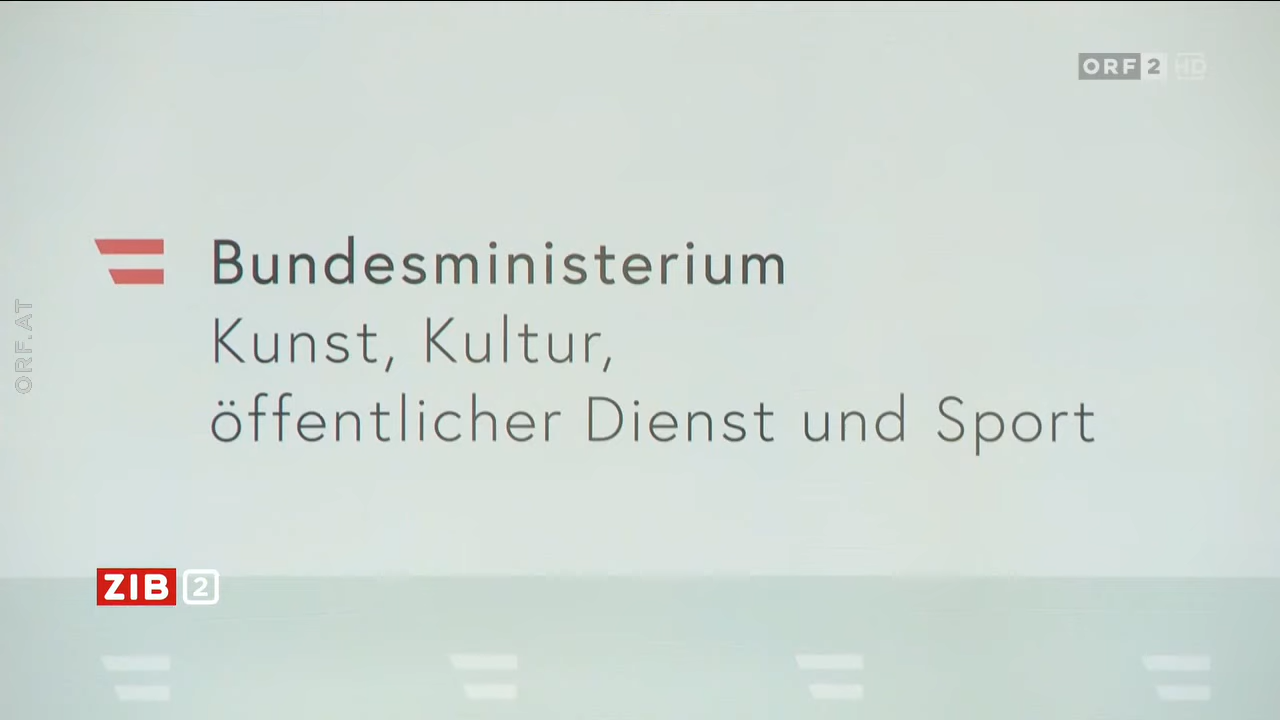 ORF 2 HD
Bundesministerium
Kunst, Kultur,
öffentlicher Dienst und Sport
ORF.AT
ZIB 2